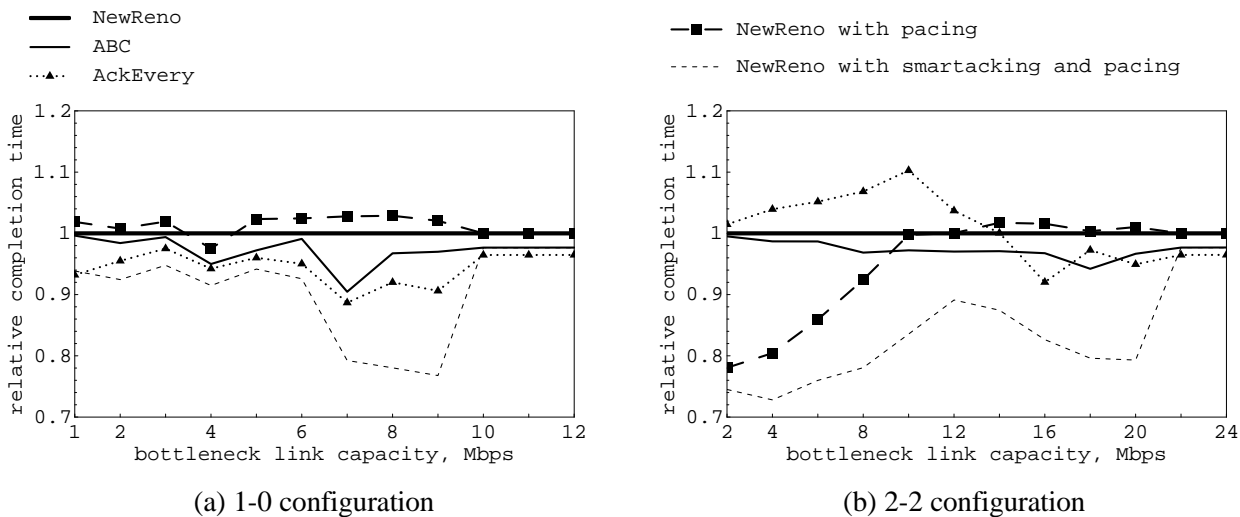 NewReno
ABC
AckEvery
NewReno with pacing
NewReno with smartacking and pacing
relative completion time
1.2
1.1
1
0.9
0.8
0.7
1 2 4 6 8 10 12
bottleneck link capacity, Mbps
(a) 1-0 configuration
relative completion time
1.2
1.1
1
0.9
0.8
0.7
2 4 6 8 10 12 14 16 18 20 24
bottleneck link capacity, Mbps
(b) 2-2 configuration